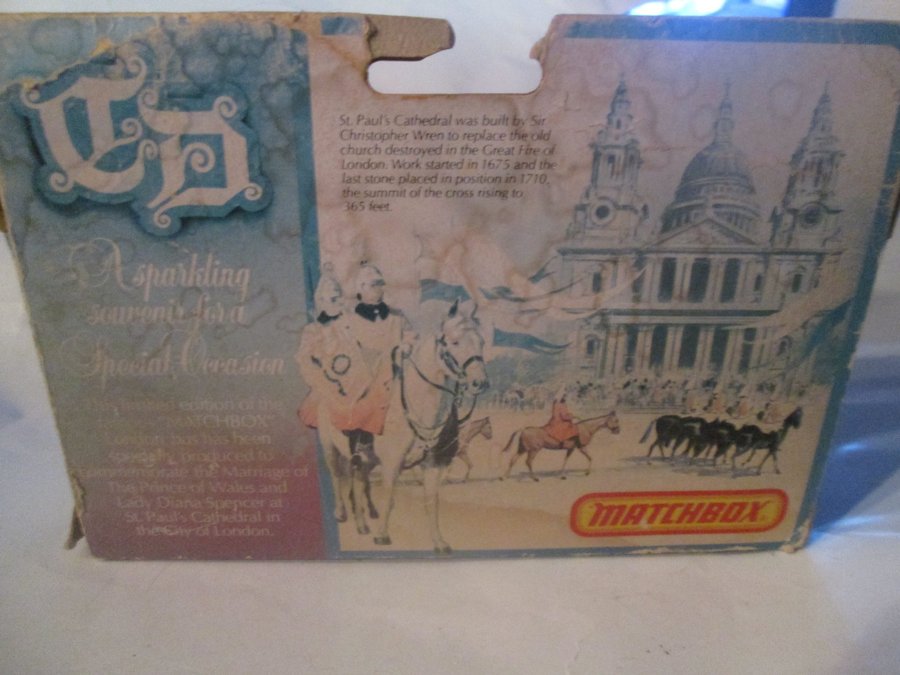 CD
A sparkling
souvenir for a
Special Occasion
edition of the
MATCHBOX
London bus has been
specially produced to
commemorate the Marriage of
The Prince of Wales and
Lady Diana Spencer at
St. Paul's Cathedral in
the City of London.
St. Paul's Cathedral was built by Sir
Christopher Wren to replace the old
church destroyed in the Great Fire of
London. Work started in 1675 and the
last stone placed in position in 1710,
the summit of the cross rising to
365 feet.
MATCHBOX